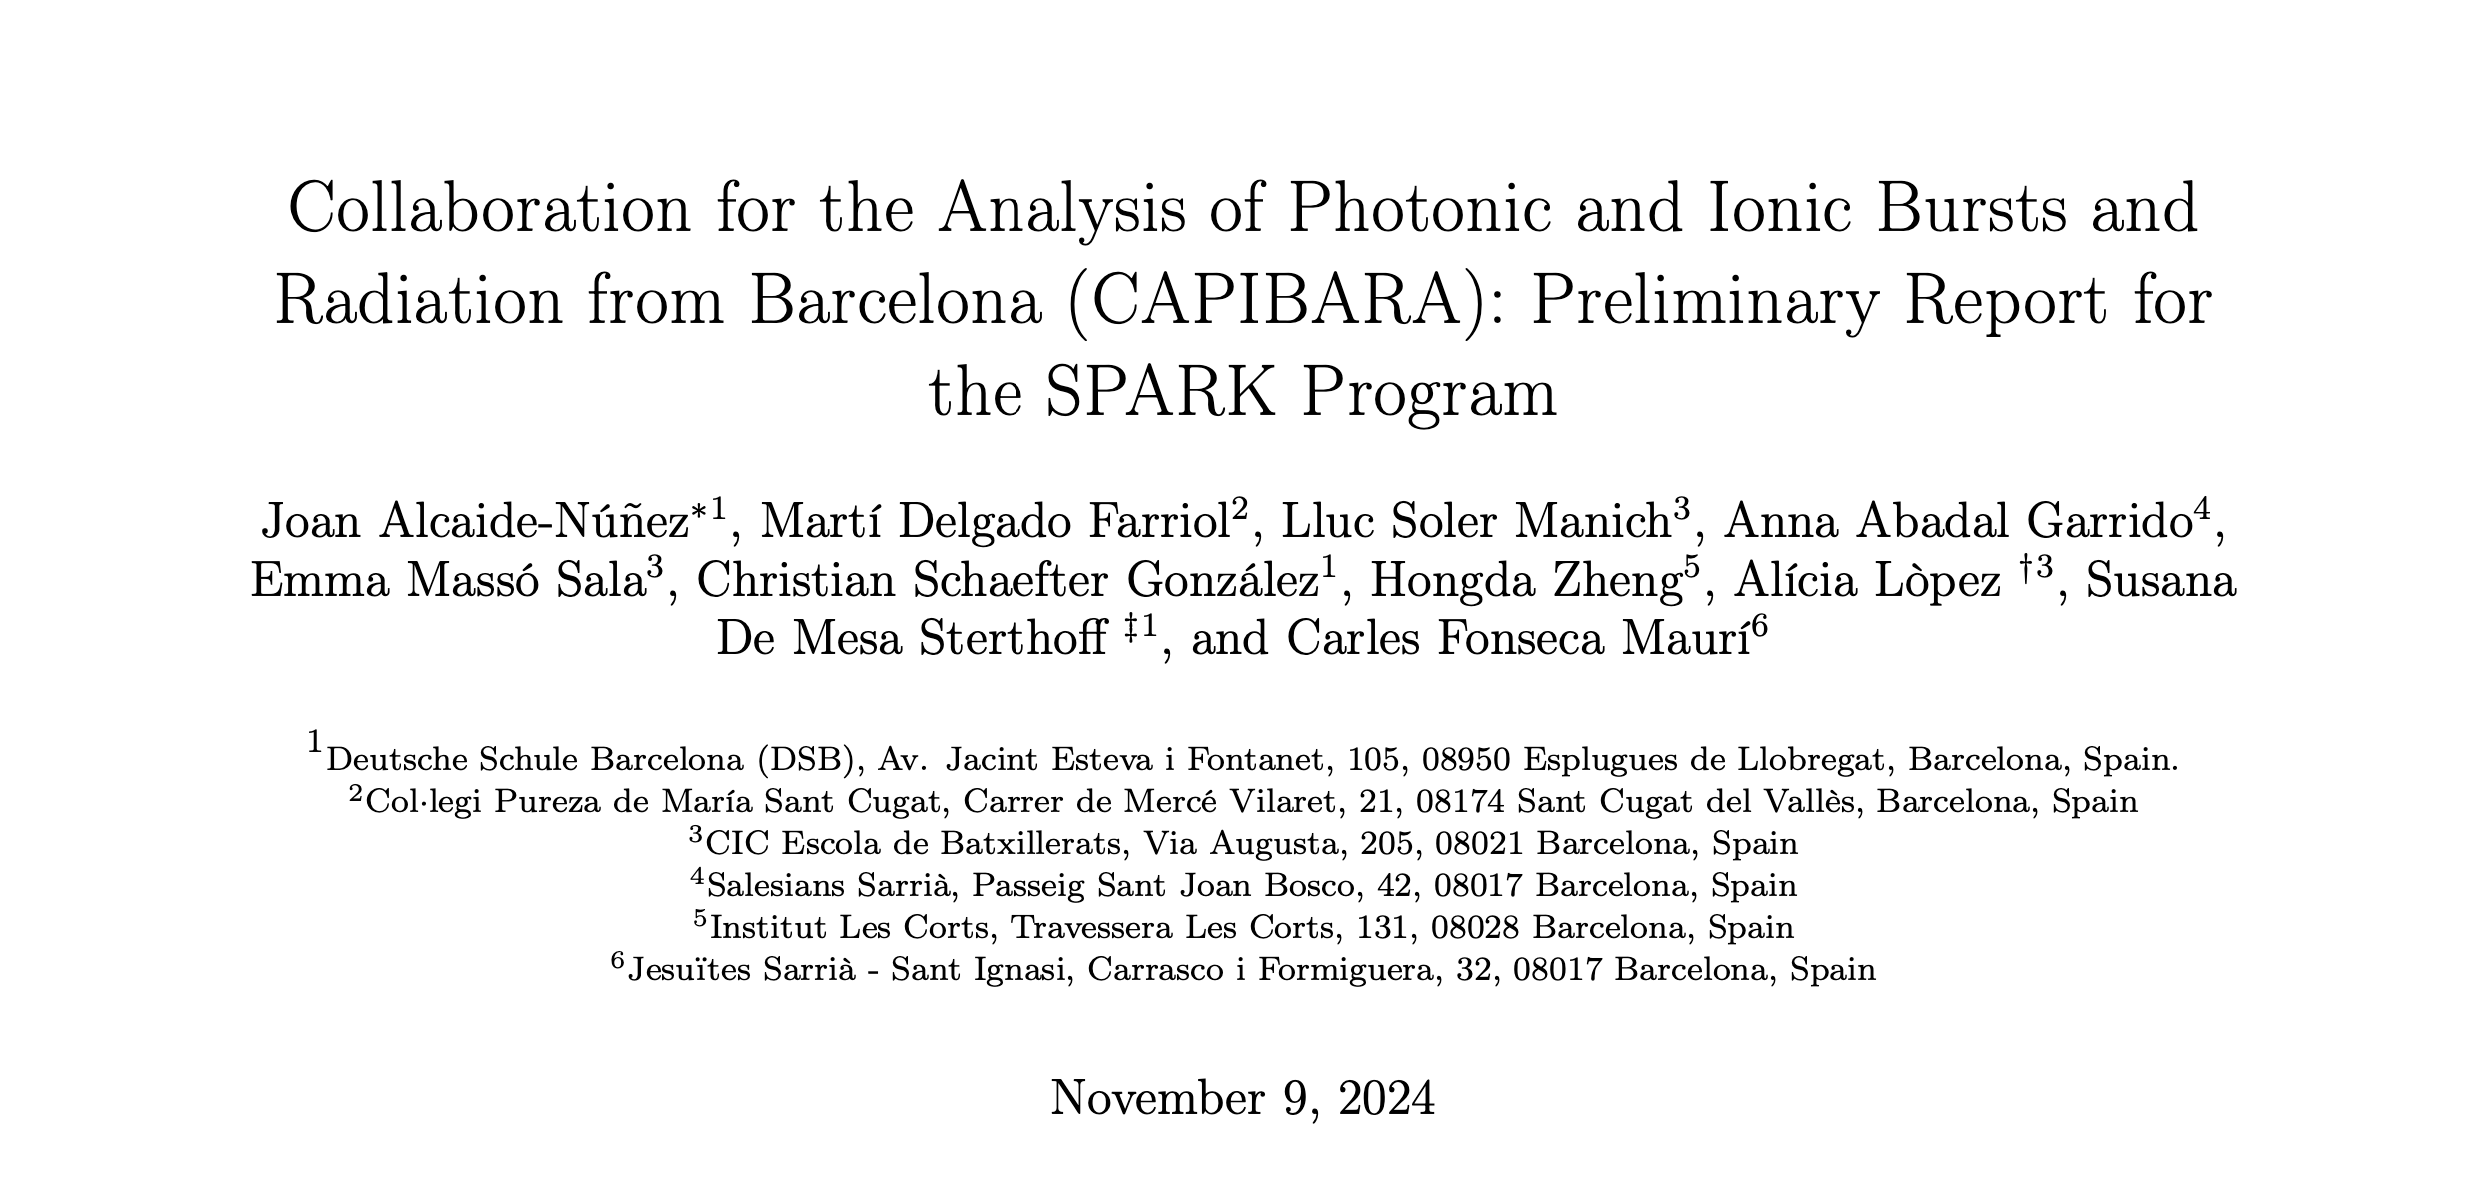 Collaboration for the Analysis of Photonic and Ionic Bursts and
Radiation from Barcelona (CAPIBARA): Preliminary Report for
the SPARK Program
Joan Alcaide-Núñez*1, Martí Delgado Farriol2, Lluc Soler Manich3, Anna Abadal Garrido4,
Emma Massó Sala3, Christian Schaefter González1, Hongda Zheng5, Alícia Lòpez †3, Susana
De Mesa Sterthoff ‡1, and Carles Fonseca Maurí6
1Deutsche Schule Barcelona (DSB), Av. Jacint Esteva i Fontanet, 105, 08950 Esplugues de Llobregat, Barcelona, Spain.
2Col·legi Pureza de María Sant Cugat, Carrer de Mercé Vilaret, 21, 08174 Sant Cugat del Vallès, Barcelona, Spain
3CIC Escola de Batxillerats, Via Augusta, 205, 08021 Barcelona, Spain
4Salesians Sarrià, Passeig Sant Joan Bosco, 42, 08017 Barcelona, Spain
5Institut Les Corts, Travessera Les Corts, 131, 08028 Barcelona, Spain
6Jesuïtes Sarrià - Sant Ignasi, Carrasco i Formiguera, 32, 08017 Barcelona, Spain
November 9, 2024